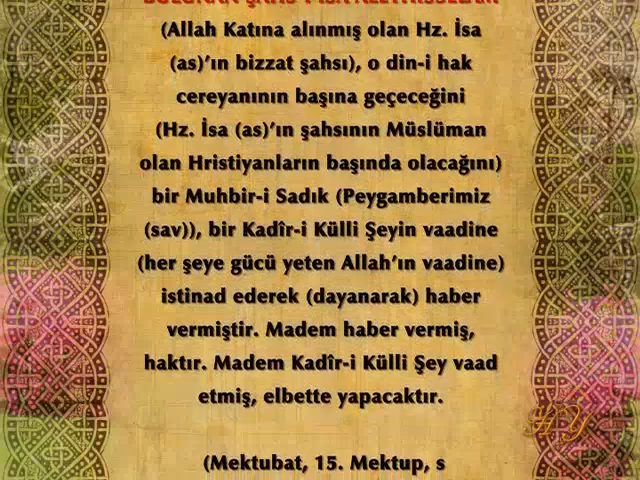 (Allah Katına alınmış olan Hz. İsa
(as)’ın bizzat şahsı), o din-i hak
cereyanının başına geçeceğini
(Hz. İsa (as)’ın şahsının Müslüman
olan Hristiyanların başında olacağını)
bir Muhbir-i Sadık (Peygamberimiz
(sav)), bir Kadîr-i Külli Şeyin vaadine
(her şeye gücü yeten Allah’ın vaadine)
istinad ederek (dayanarak) haber
vermiştir. Madem haber vermiş,
haktır. Madem Kadîr-i Külli Şey vaad
etmiş, elbette yapacaktır.
(Mektubat, 15. Mektup, s
HY